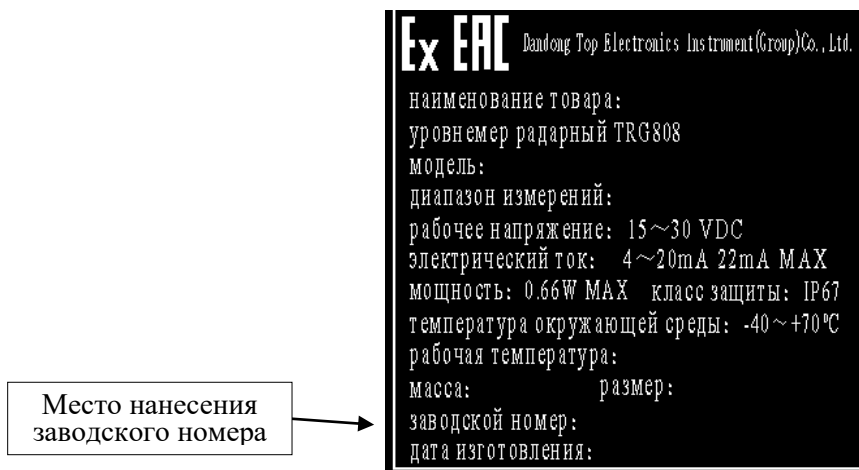 Ex EAC Dandong Top Electronics Instrument(Group)Co.,Ltd.
наименование товара:
уровнемер радарный TRG808
модель:
диапазон измерений:
рабочее напряжение: 15～30 VDC
электрический ток: 4～20mA 22mA MAX
мощность: 0.66W MAX класс защиты: IP67
температура окружающей среды: -40～+70℃
рабочая температура:
масса: размер:
заводской номер:
дата изготовления:
Место нанесения
заводского номера